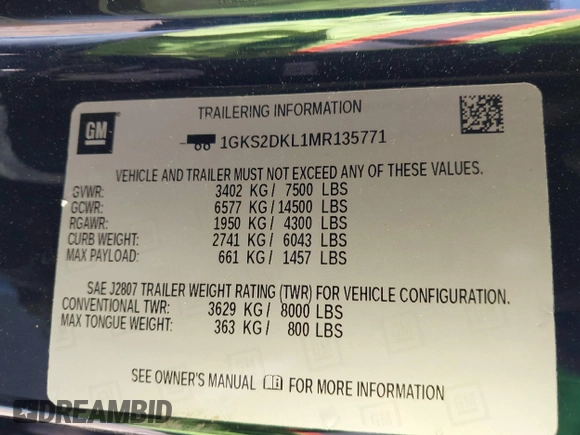 TRAILERING INFORMATION
GM
1GKS2DKL1MR135771
VEHICLE AND TRAILER MUST NOT EXCEED ANY OF THESE VALUES.
GVWR: 3402 KG/ 7500 LBS
GCWR: 6577 KG/14500 LBS
RGAWR: 1950 KG/ 4300 LBS
CURB WEIGHT: 2741 KG/ 6043 LBS
MAX PAYLOAD: 661 KG/ 1457 LBS
SAE J2807 TRAILER WEIGHT RATING (TWR) FOR VEHICLE CONFIGURATION.
CONVENTIONAL TWR: 3629 KG/ 8000 LBS
MAX TONGUE WEIGHT: 363 KG/ 800 LBS
SEE OWNER'S MANUAL FOR MORE INFORMATION
DREAMBID